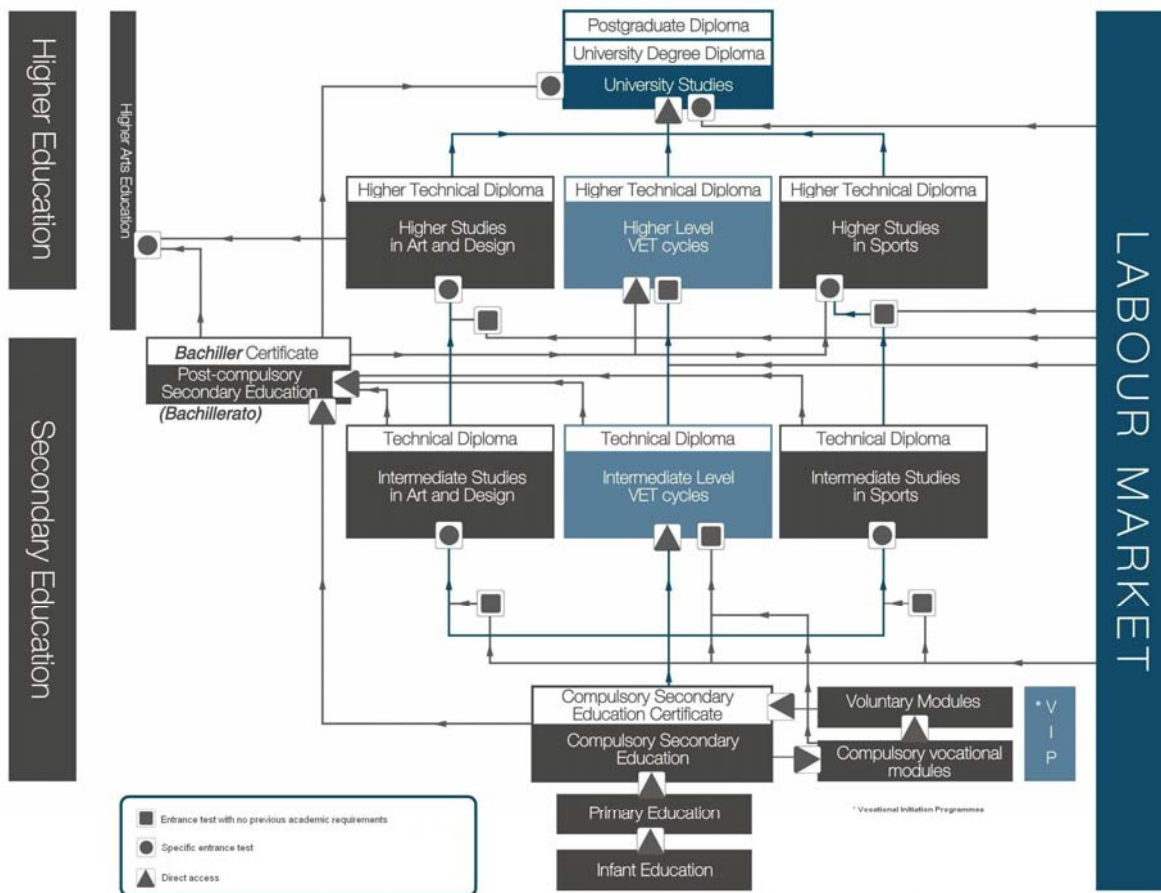 Higher Education
Higher Arts Education
Postgraduate Diploma
University Degree Diploma
University Studies
Higher Technical Diploma
Higher Studies
in Art and Design
Higher Technical Diploma
Higher Level
VET cycles
Higher Technical Diploma
Higher Studies
in Sports
LABOUR MARKET
Secondary Education
Bachiller Certificate
Post-compulsory
Secondary Education
(Bachillerato)
Technical Diploma
Intermediate Studies
in Art and Design
Technical Diploma
Intermediate Level
VET cycles
Technical Diploma
Intermediate Studies
in Sports
Compulsory Secondary
Education Certificate
Compulsory Secondary
Education
Voluntary Modules
Compulsory vocational
modules
* V
I
P
Primary Education
Infant Education
* Vocational Initiation Programmes
Entrance test with no previous academic requirements
Specific entrance test
Direct access